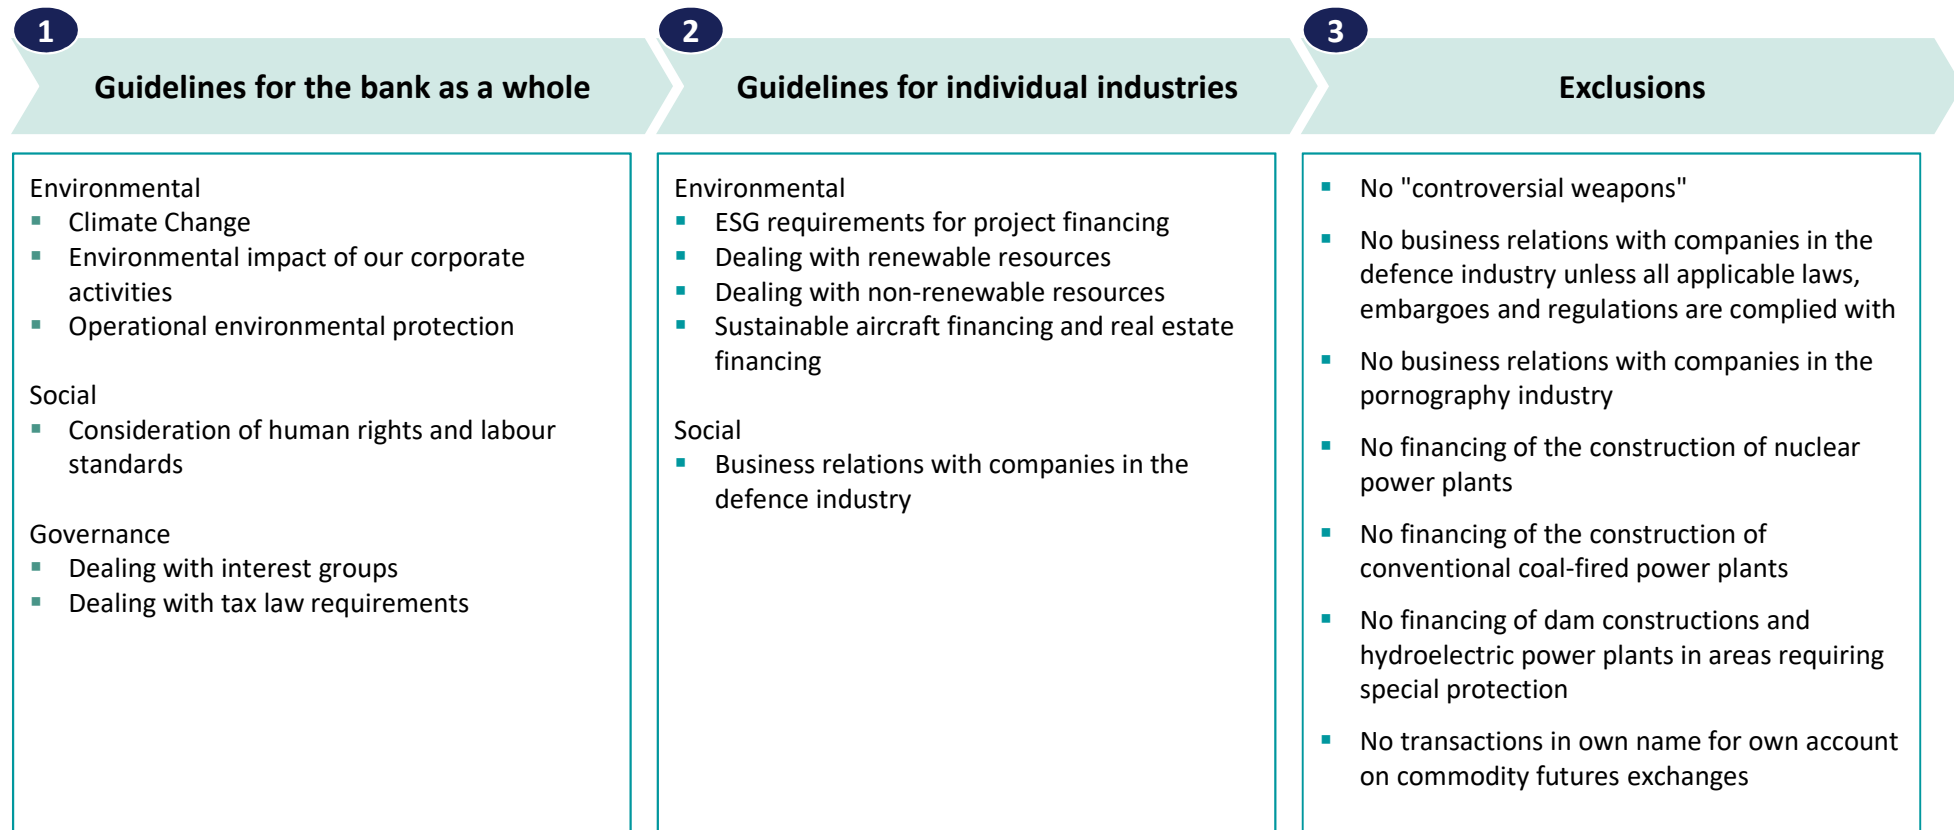 1
Guidelines for the bank as a whole
Environmental
▪ Climate Change
▪ Environmental impact of our corporate
activities
▪ Operational environmental protection
Social
▪ Consideration of human rights and labour
standards
Governance
▪ Dealing with interest groups
▪ Dealing with tax law requirements
2
Guidelines for individual industries
Environmental
▪ ESG requirements for project financing
▪ Dealing with renewable resources
▪ Dealing with non-renewable resources
▪ Sustainable aircraft financing and real estate
financing
Social
▪ Business relations with companies in the
defence industry
3
Exclusions
▪ No "controversial weapons"
▪ No business relations with companies in the
defence industry unless all applicable laws,
embargoes and regulations are complied with
▪ No business relations with companies in the
pornography industry
▪ No financing of the construction of nuclear
power plants
▪ No financing of the construction of
conventional coal-fired power plants
▪ No financing of dam constructions and
hydroelectric power plants in areas requiring
special protection
▪ No transactions in own name for own account
on commodity futures exchanges